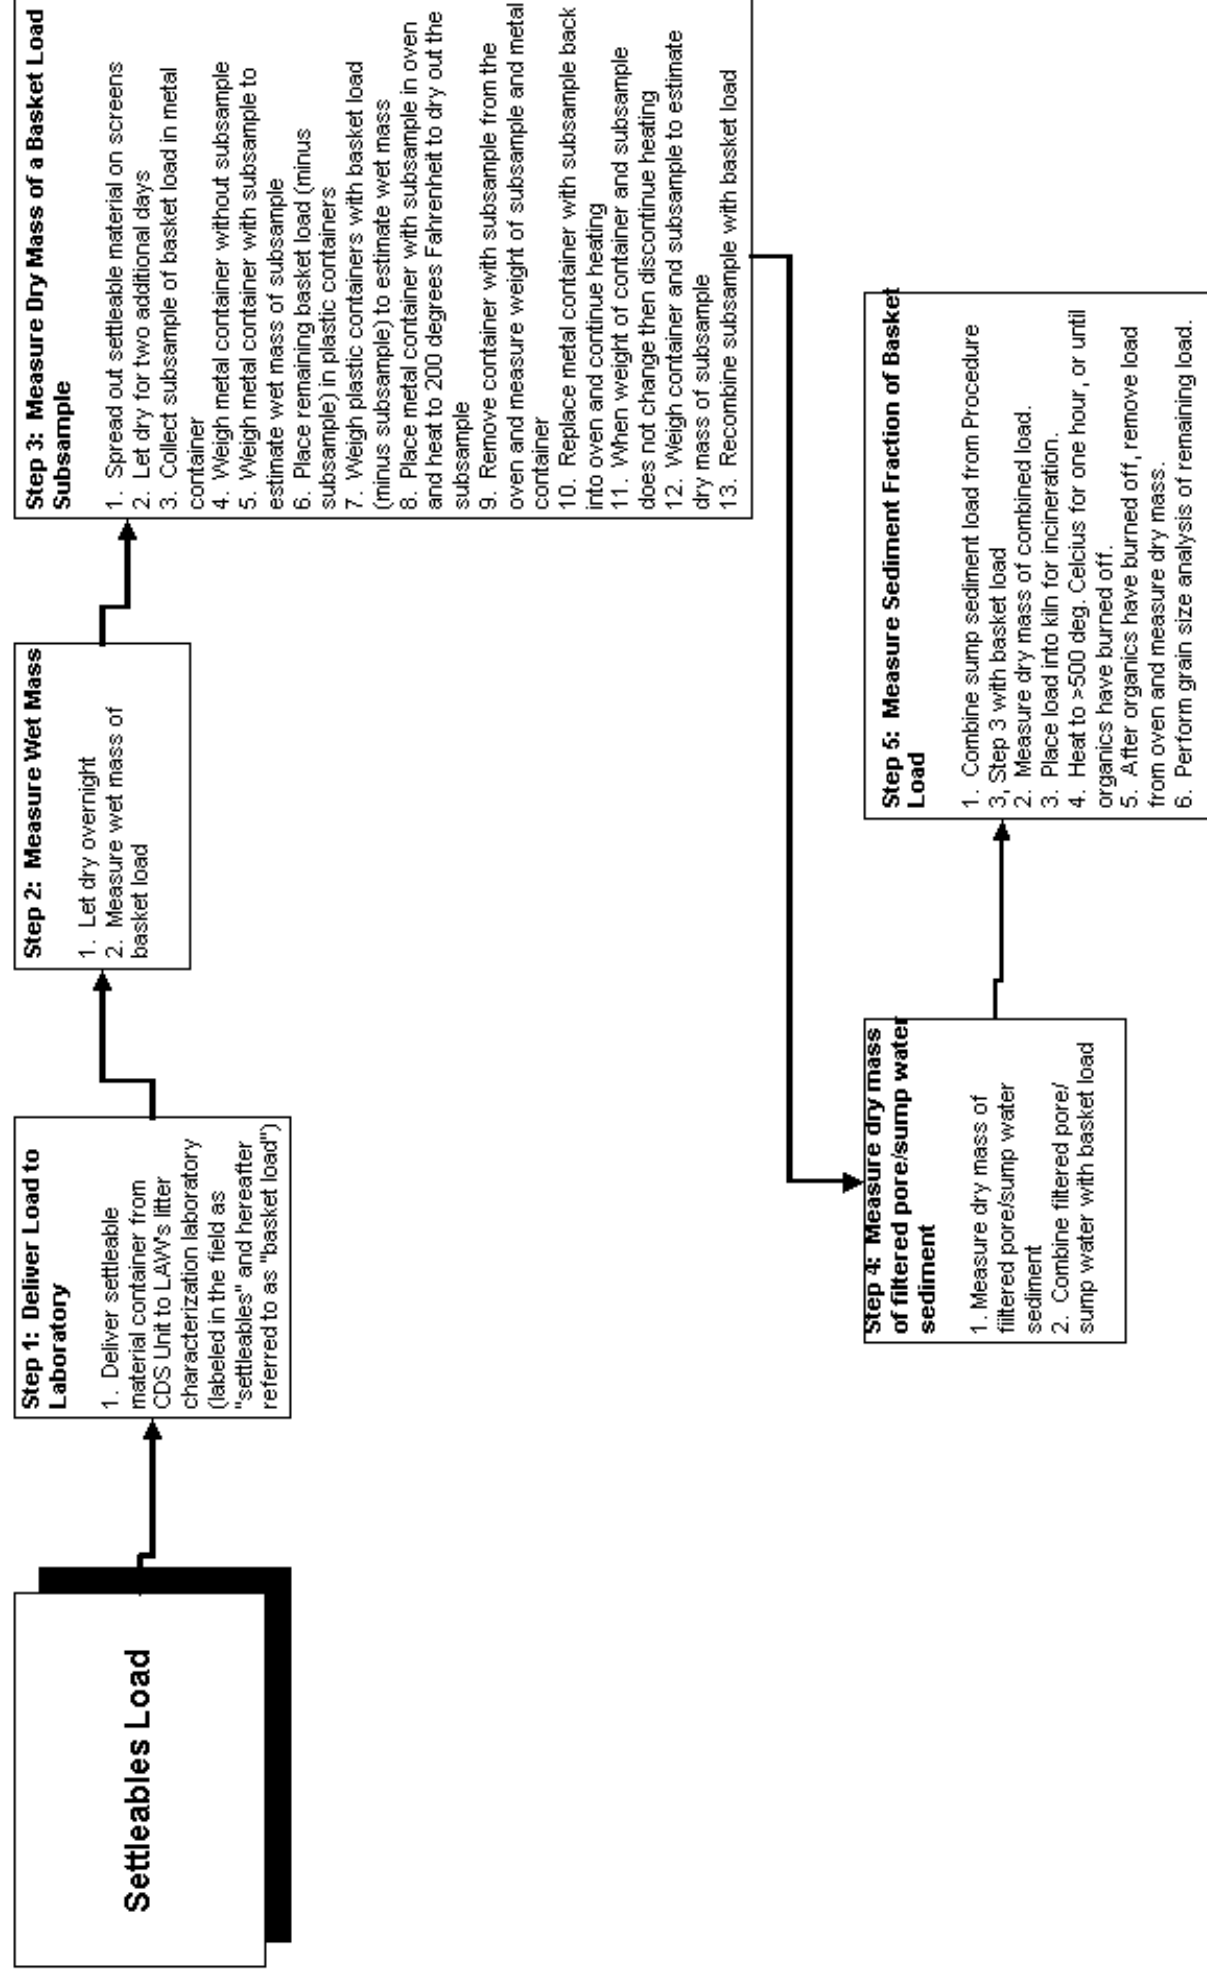 Settleables Load
Step 1: Deliver Load to
Laboratory
1. Deliver settleable
material container from
CDS Unit to LAW's litter
characterization laboratory
(labeled in the field as
"settleables" and hereafter
referred to as "basket load")
Step 2: Measure Wet Mass
1. Let dry overnight
2. Measure wet mass of
basket load
Step 3: Measure Dry Mass of a Basket Load
Subsample
1. Spread out settleable material on screens
2. Let dry for two additional days
3. Collect subsample of basket load in metal
container
4. Weigh metal container without subsample
5. Weigh metal container with subsample to
estimate wet mass of subsample
6. Place remaining basket load (minus
subsample) in plastic containers
7. Weigh plastic containers with basket load
(minus subsample) to estimate wet mass
8. Place metal container with subsample in oven
and heat to 200 degrees Fahrenheit to dry out the
subsample
9. Remove container with subsample from the
oven and measure weight of subsample and metal
container
10. Replace metal container with subsample back
into oven and continue heating
11. When weight of container and subsample
does not change then discontinue heating
12. Weigh container and subsample to estimate
dry mass of subsample
13. Recombine subsample with basket load
Step 4: Measure dry mass
of filtered pore/sump water
sediment
1. Measure dry mass of
fiiltered pore/sump water
sediment
2. Combine filtered pore/
sump water with basket load
Step 5: Measure Sediment Fraction of Basket
Load
1. Combine sump sediment load from Procedure
3, Step 3 with basket load
2. Measure dry mass of combined load.
3. Place load into kiln for incineration.
4. Heat to >500 deg. Celcius for one hour, or until
organics have burned off.
5. After organics have burned off, remove load
from oven and measure dry mass.
6. Perform grain size analysis of remaining load.